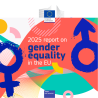 2025 report on
gender
equality
in the EU